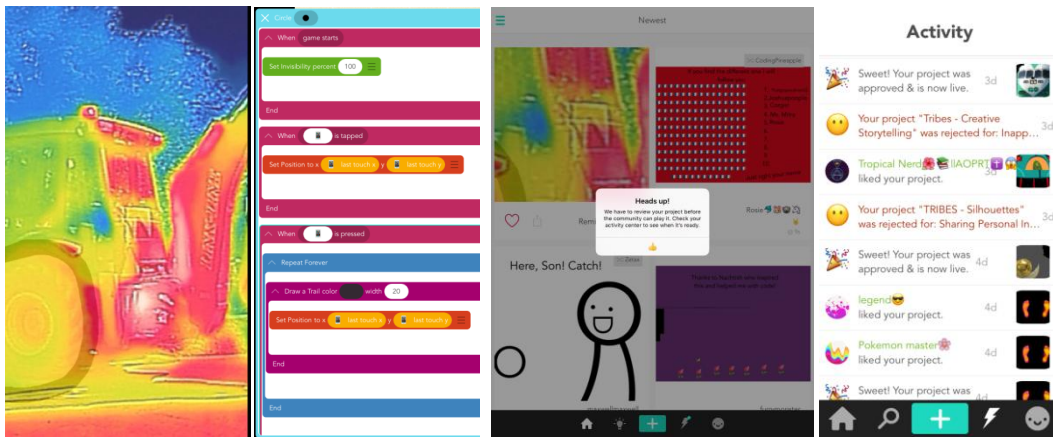 Circle
When game starts
Set Invisibility percent 100
End
When is tapped
Set Position to x last touch x y last touch y
End
When is pressed
Repeat Forever
Draw a Trail color width 20
Set Position to x last touch x y last touch y
End
End
Newest
CodingPineapple
Heads up!
We have to review your project before
the community can play it. Check your
activity center to see when it's ready.
Rosie
Here, Son! Catch!
Activity
Sweet! Your project was
approved & is now live.
3d
Your project "Tribes - Creative
Storytelling" was rejected for: Inapp...
3d
Tropical Nerd IIAOPRT
liked your project.
3d
Your project "TRIBES - Silhouettes"
was rejected for: Sharing Personal In...
3d
Sweet! Your project was
approved & is now live.
4d
legend
liked your project.
4d
Pokemon master
liked your project.
4d
Sweet! Your project was
4d